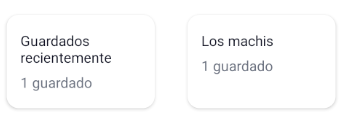 Guardados
recientemente
1 guardado
Los machis
1 guardado